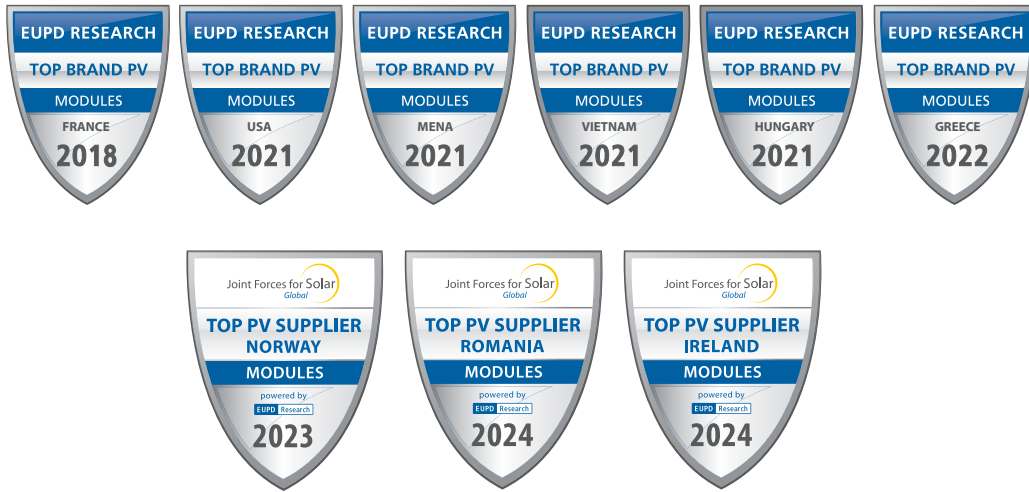 EUPD RESEARCH
TOP BRAND PV
MODULES
FRANCE
2018
EUPD RESEARCH
TOP BRAND PV
MODULES
USA
2021
EUPD RESEARCH
TOP BRAND PV
MODULES
MENA
2021
EUPD RESEARCH
TOP BRAND PV
MODULES
VIETNAM
2021
EUPD RESEARCH
TOP BRAND PV
MODULES
HUNGARY
2021
EUPD RESEARCH
TOP BRAND PV
MODULES
GREECE
2022
Joint Forces for Solar
Global
TOP PV SUPPLIER
NORWAY
MODULES
powered by
EUPD Research
2023
Joint Forces for Solar
Global
TOP PV SUPPLIER
ROMANIA
MODULES
powered by
EUPD Research
2024
Joint Forces for Solar
Global
TOP PV SUPPLIER
IRELAND
MODULES
powered by
EUPD Research
2024